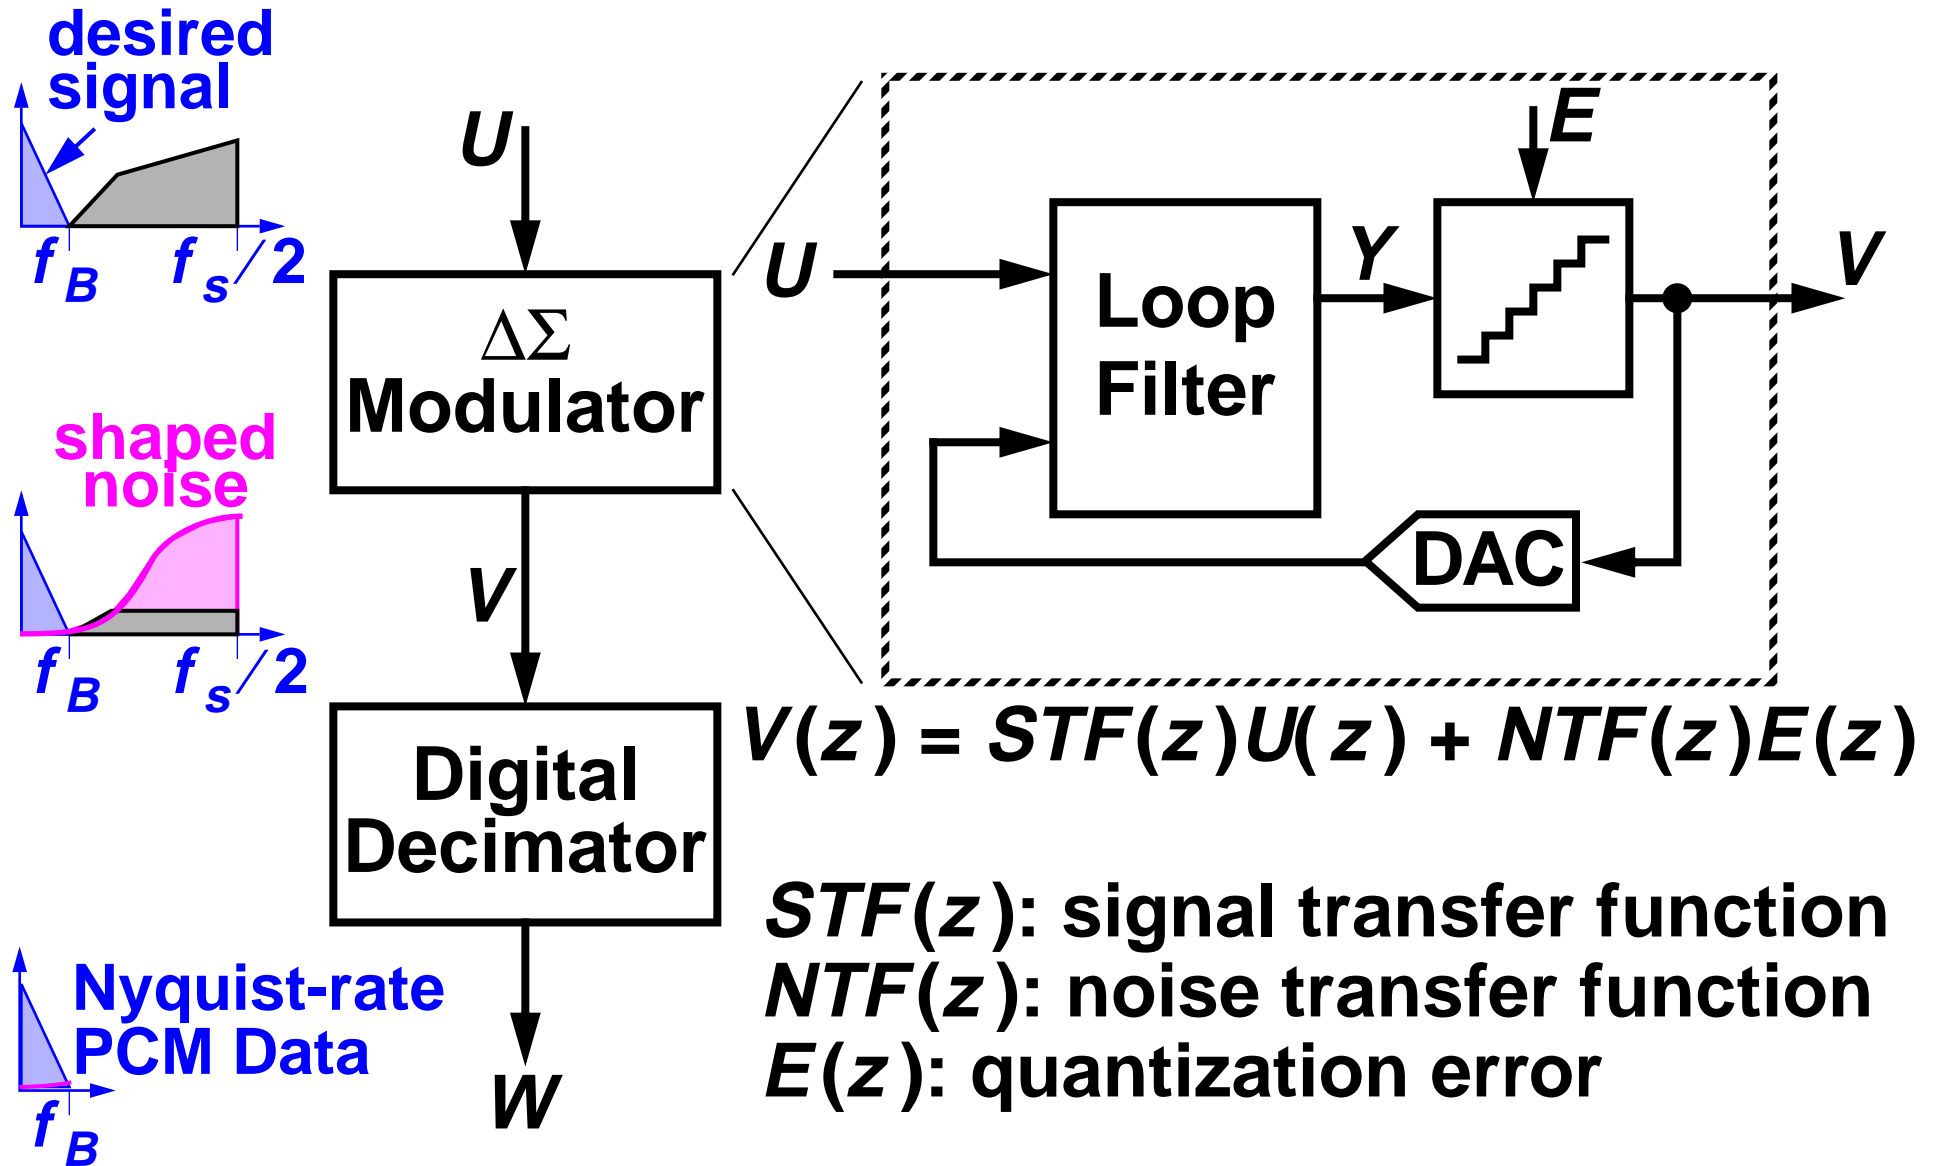 desired
signal
f B
f s/2
U
ΔΣ
Modulator
shaped
noise
f B
f s/2
V
Digital
Decimator
Nyquist-rate
PCM Data
f B
W
E
U
Loop
Filter
Y
V
DAC
V(z) = STF(z)U(z) + NTF(z)E(z)
STF(z): signal transfer function
NTF(z): noise transfer function
E(z): quantization error